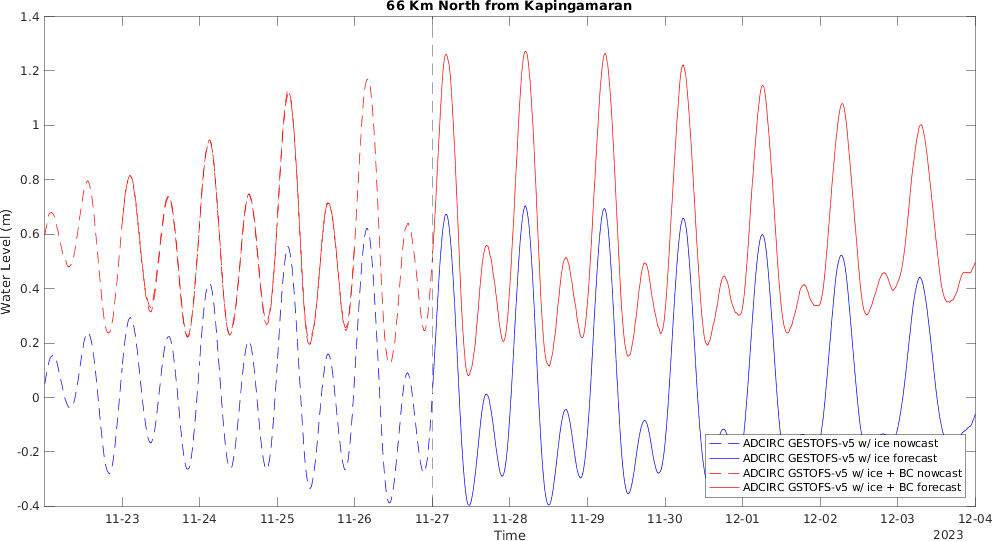 66 Km North from Kapingamaran
1.4
1.2
1
0.8
0.6
0.4
0.2
0
-0.2
-0.4
Water Level (m)
ADCIRC GESTOFS-v5 w/ ice nowcast
ADCIRC GESTOFS-v5 w/ ice forecast
ADCIRC GSTOFS-v5 w/ ice + BC nowcast
ADCIRC GSTOFS-v5 w/ ice + BC forecast
11-23 11-24 11-25 11-26 11-27 11-28 11-29 11-30 12-01 12-02 12-03 12-04
Time
2023